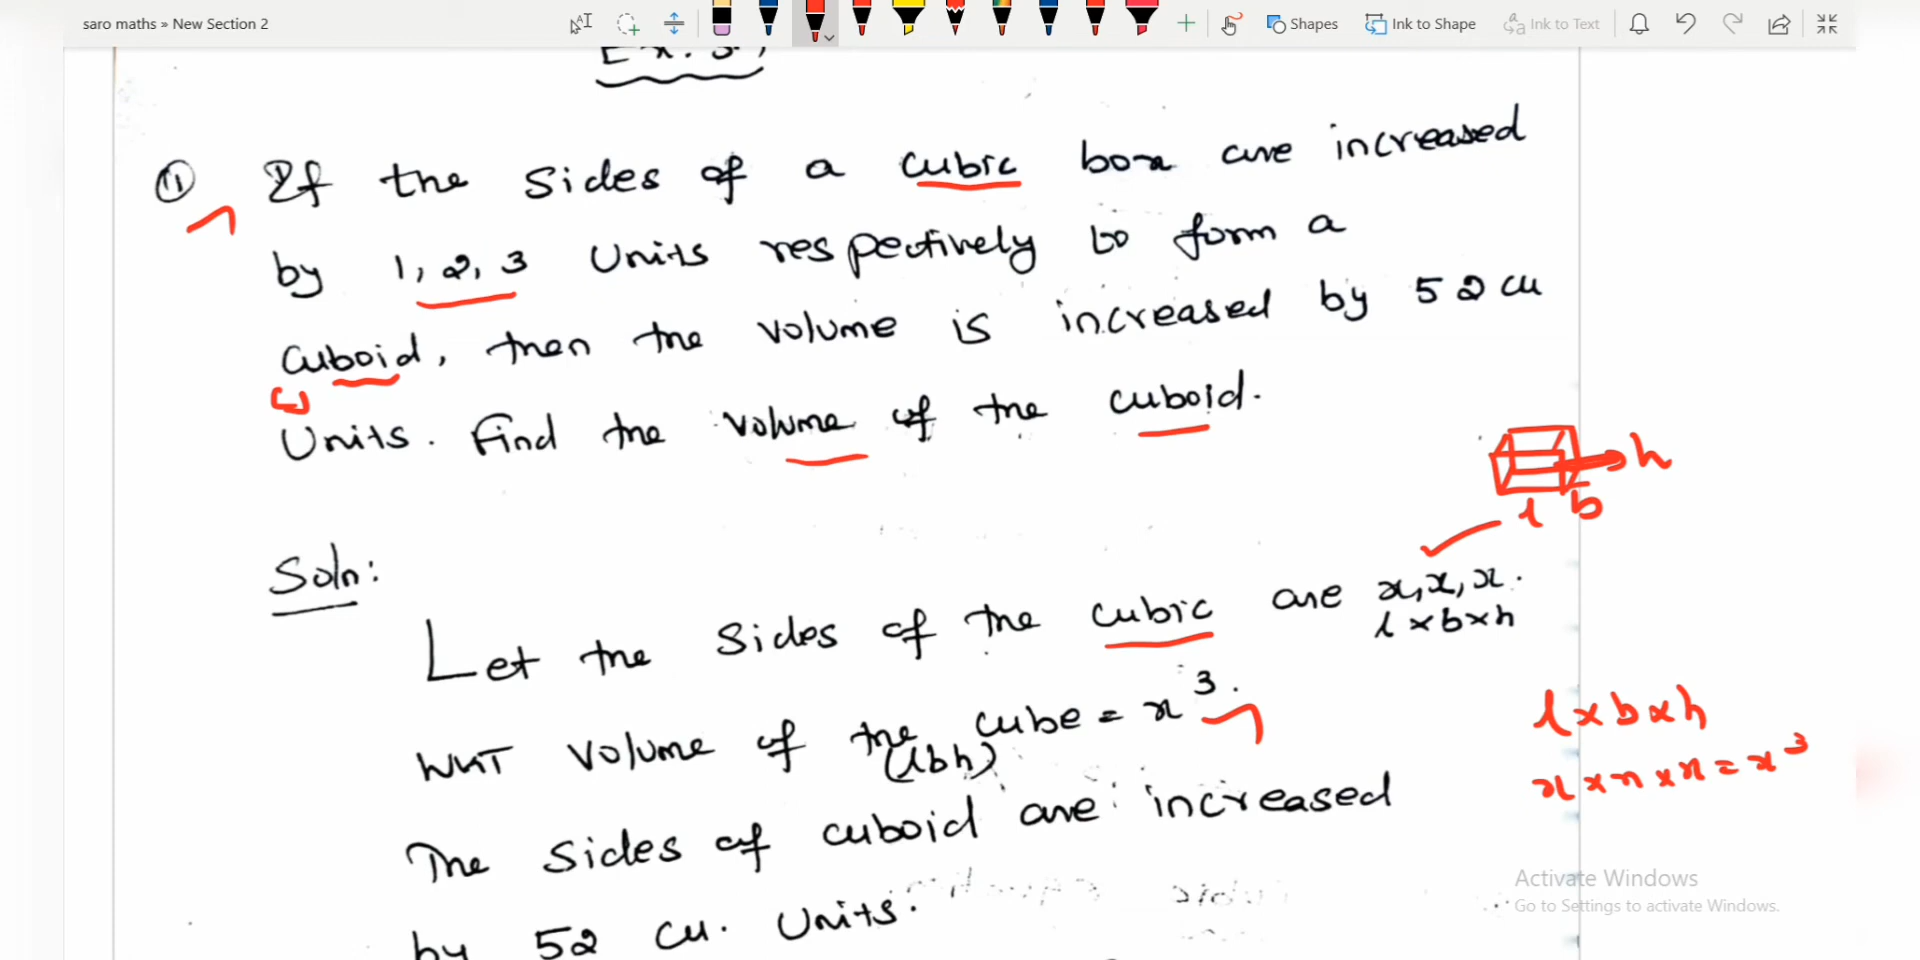 saro maths » New Section 2
Shapes
Ink to Shape
Ink to Text
① If the sides of a cubic box are increased
by 1, 2, 3 Units respectively to form a
cuboid, then the volume is increased by 52 cu
Units. Find the volume of the cuboid.
h
l b
Soln:
Let the sides of the cubic are x, x, x.
l × b × h
WKT volume of the cube = x³.
(lbh)
l × b × h
x × x × x = x³
The sides of cuboid are increased
by 52 cu. Units.
Activate Windows
Go to Settings to activate Windows.